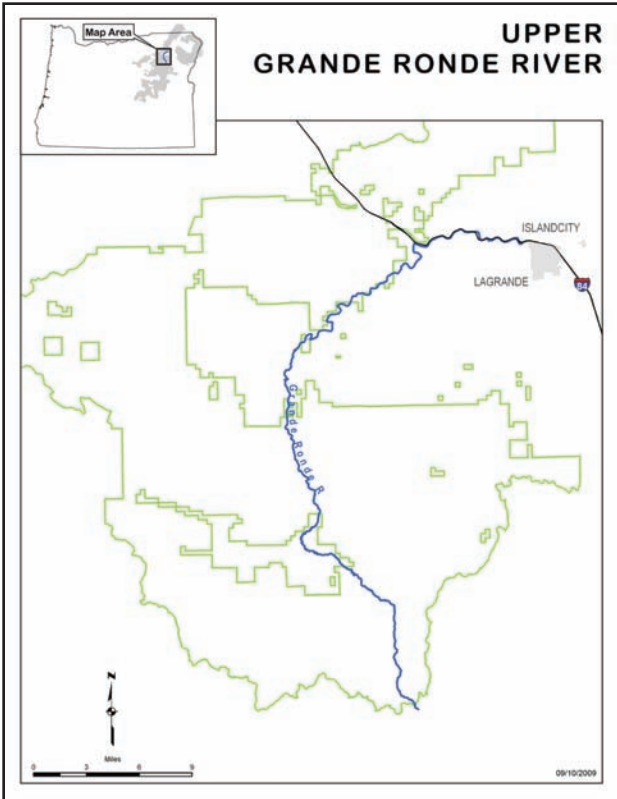 Map Area
UPPER
GRANDE RONDE RIVER
ISLANDCITY
LAGRANDE
84
Grande Ronde R
N
Miles
0 3 6 9
09/10/2009